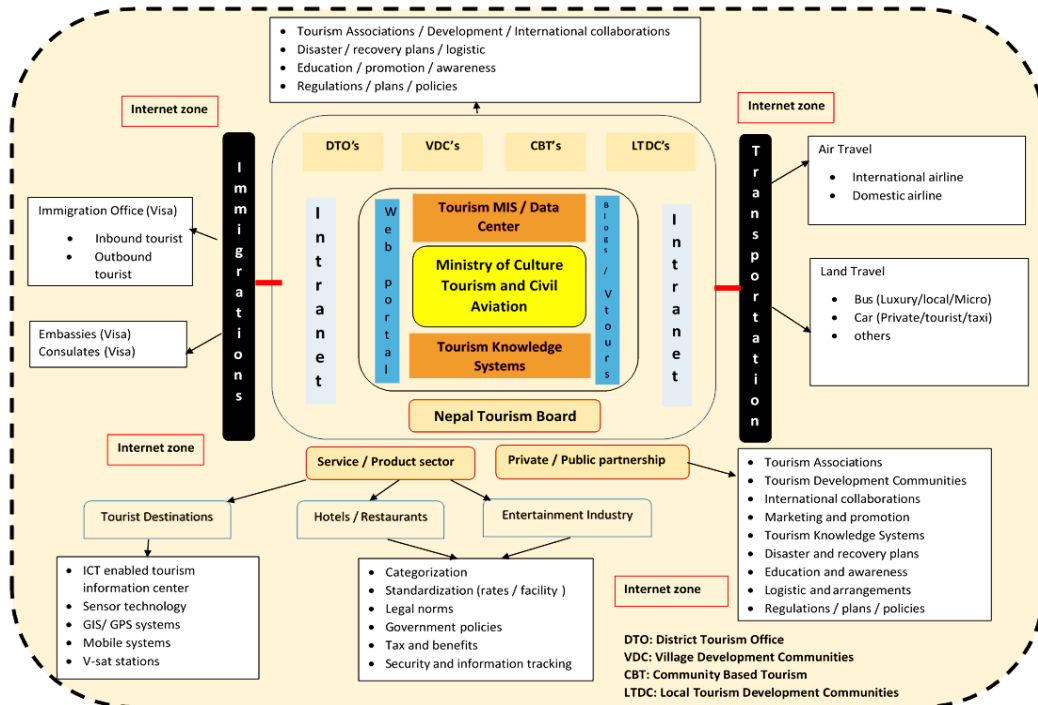 • Tourism Associations / Development / International collaborations
• Disaster / recovery plans / logistic
• Education / promotion / awareness
• Regulations / plans / policies
Internet zone
Internet zone
DTO's
VDC's
CBT's
LTDC's
Immigrations
Transportation
Air Travel
• International airline
• Domestic airline
Immigration Office (Visa)
• Inbound tourist
• Outbound
tourist
Intranet
Web portal
Tourism MIS / Data
Center
Blogs / Vtours
Intranet
Ministry of Culture
Tourism and Civil
Aviation
Land Travel
• Bus (Luxury/local/Micro)
• Car (Private/tourist/taxi)
• others
Embassies (Visa)
Consulates (Visa)
Tourism Knowledge
Systems
Nepal Tourism Board
Internet zone
Service / Product sector
Private / Public partnership
• Tourism Associations
• Tourism Development Communities
• International collaborations
• Marketing and promotion
• Tourism Knowledge Systems
• Disaster and recovery plans
• Education and awareness
• Logistic and arrangements
• Regulations / plans / policies
Tourist Destinations
Hotels / Restaurants
Entertainment Industry
• ICT enabled tourism
information center
• Sensor technology
• GIS/ GPS systems
• Mobile systems
• V-sat stations
• Categorization
• Standardization (rates / facility )
• Legal norms
• Government policies
• Tax and benefits
• Security and information tracking
Internet zone
DTO: District Tourism Office
VDC: Village Development Communities
CBT: Community Based Tourism
LTDC: Local Tourism Development Communities